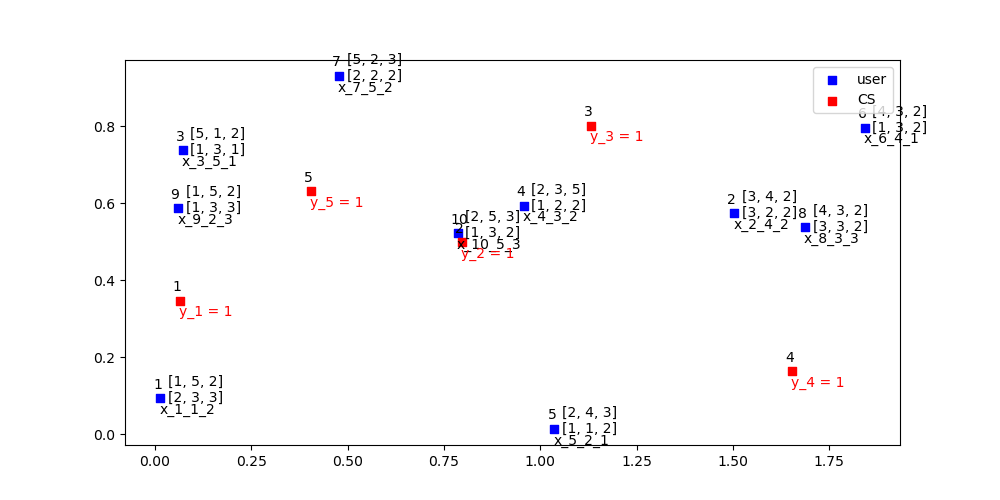 7 [5, 2, 3]
[2, 2, 2]
x_7_5_2
user
CS
3
y_3 = 1
6 [4, 3, 2]
[1, 3, 2]
x_6_4_1
3 [5, 1, 2]
[1, 3, 1]
x_3_5_1
9 [1, 5, 2]
[1, 3, 3]
x_9_2_3
5
y_5 = 1
4 [2, 3, 5]
[1, 2, 2]
x_4_3_2
2 [3, 4, 2]
[3, 2, 2]
x_2_4_2
8 [4, 3, 2]
[3, 3, 2]
x_8_3_3
10 [2, 5, 3]
[1, 3, 2]
x_10_5_3
2
y_2 = 1
1
y_1 = 1
4
y_4 = 1
1 [1, 5, 2]
[2, 3, 3]
x_1_1_2
5 [2, 4, 3]
[1, 1, 2]
x_5_2_1
0.8
0.6
0.4
0.2
0.0
0.00 0.25 0.50 0.75 1.00 1.25 1.50 1.75